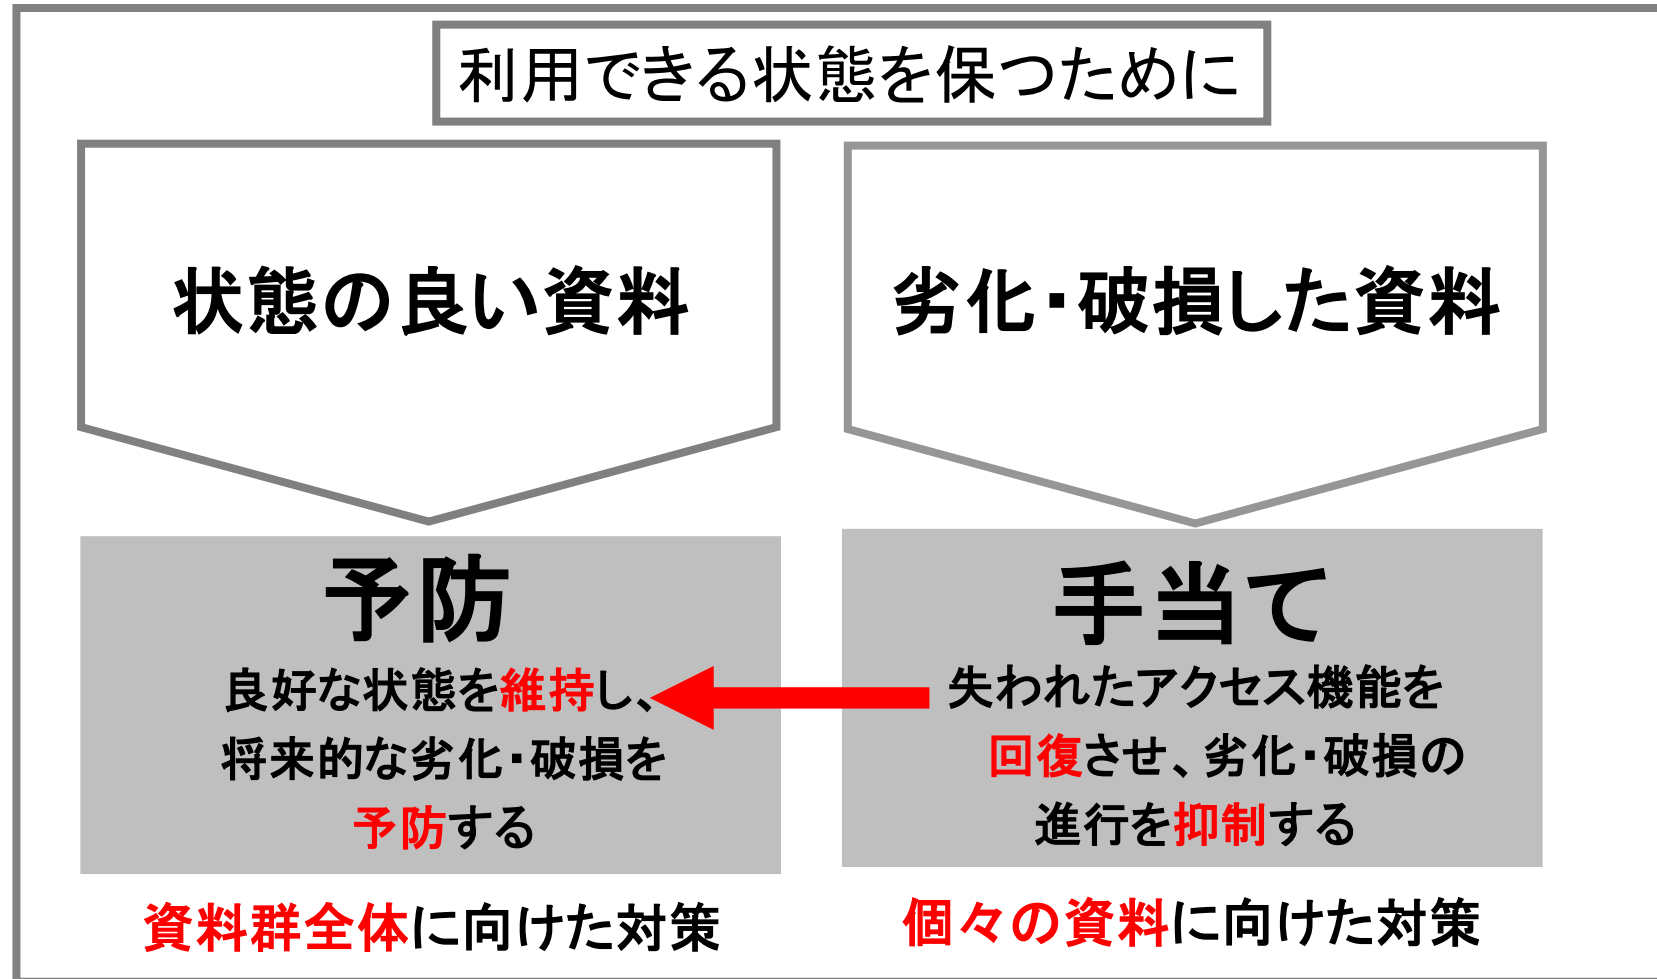 利用できる状態を保つために
状態の良い資料
劣化・破損した資料
予防
良好な状態を維持し、
将来的な劣化・破損を
予防する
手当て
失われたアクセス機能を
回復させ、劣化・破損の
進行を抑制する
資料群全体に向けた対策
個々の資料に向けた対策